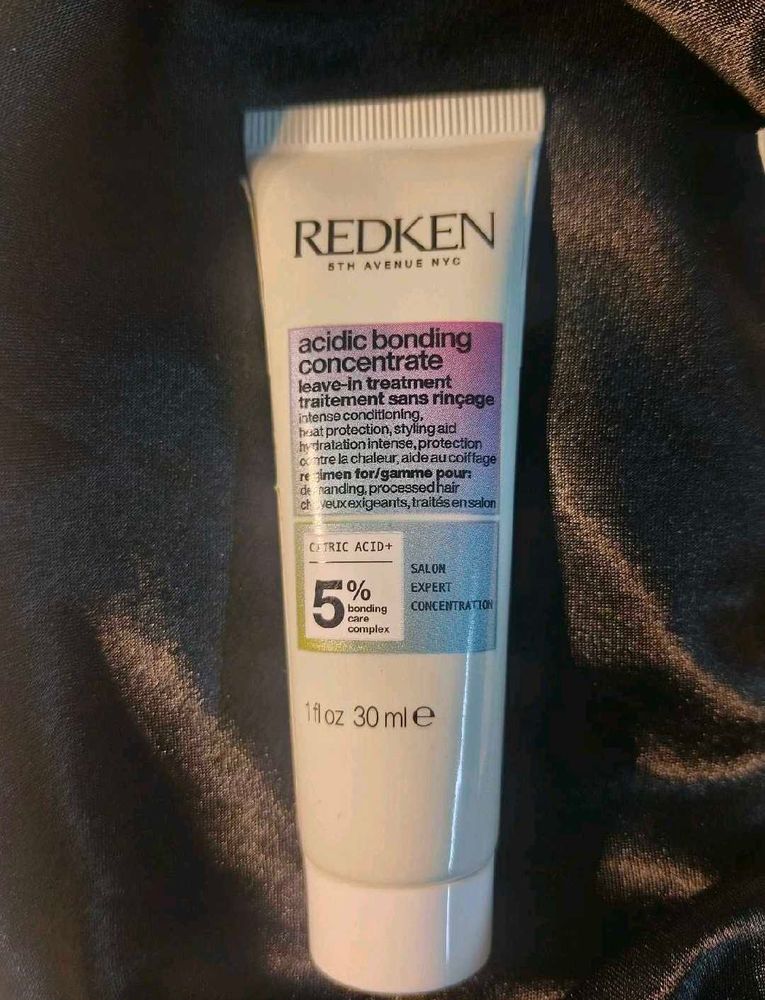 REDKEN
5TH AVENUE NYC
acidic bonding
concentrate
leave-in treatment
traitement sans rinçage
intense conditioning,
heat protection, styling aid
hydratation intense, protection
contre la chaleur, aide au coiffage
regimen for/gamme pour:
demanding, processed hair
cheveux exigeants, traités en salon
CITRIC ACID+
5%
bonding
care
complex
SALON
EXPERT
CONCENTRATION
1 fl oz 30 ml ℮